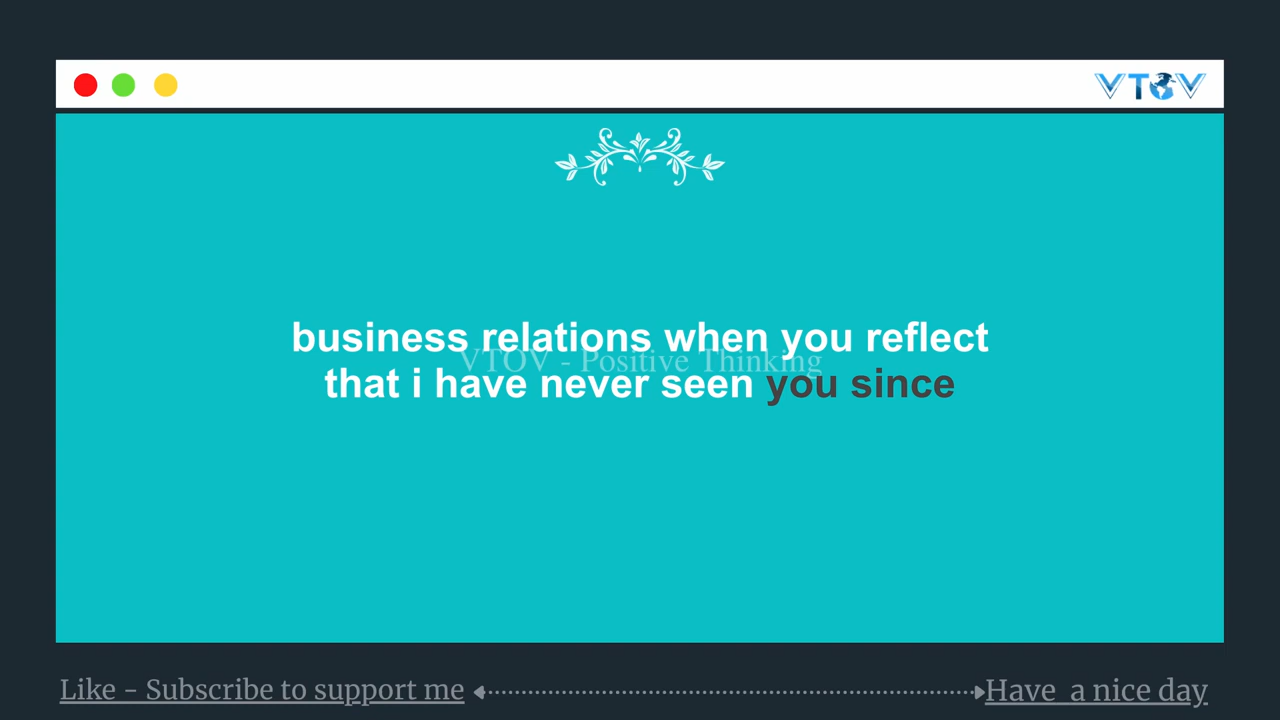 VTOV
business relations when you reflect
VTOV - Positive Thinking
that i have never seen you since
Like - Subscribe to support me
Have a nice day